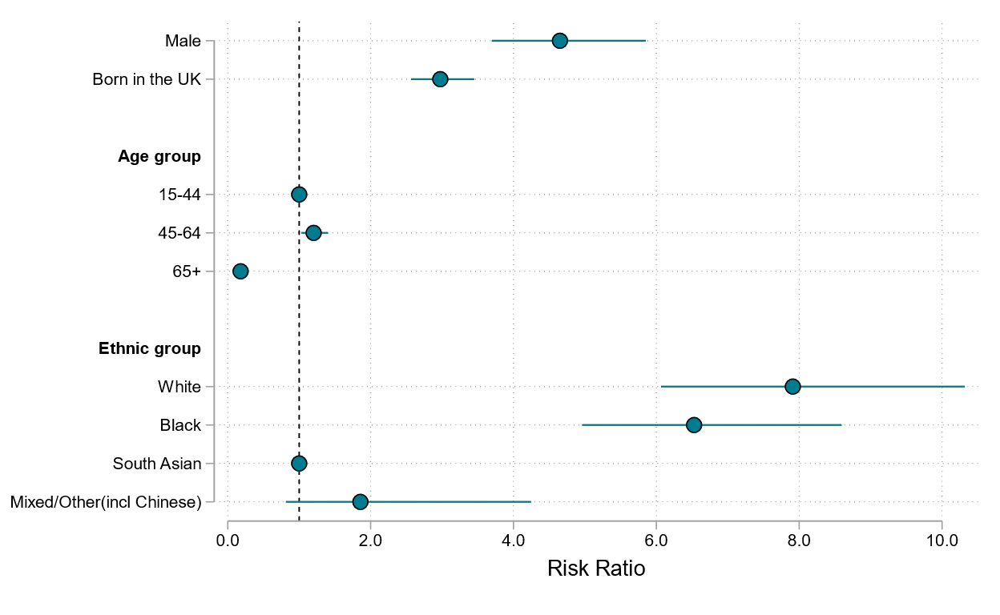 Male
Born in the UK
Age group
15-44
45-64
65+
Ethnic group
White
Black
South Asian
Mixed/Other(incl Chinese)
0.0 2.0 4.0 6.0 8.0 10.0
Risk Ratio